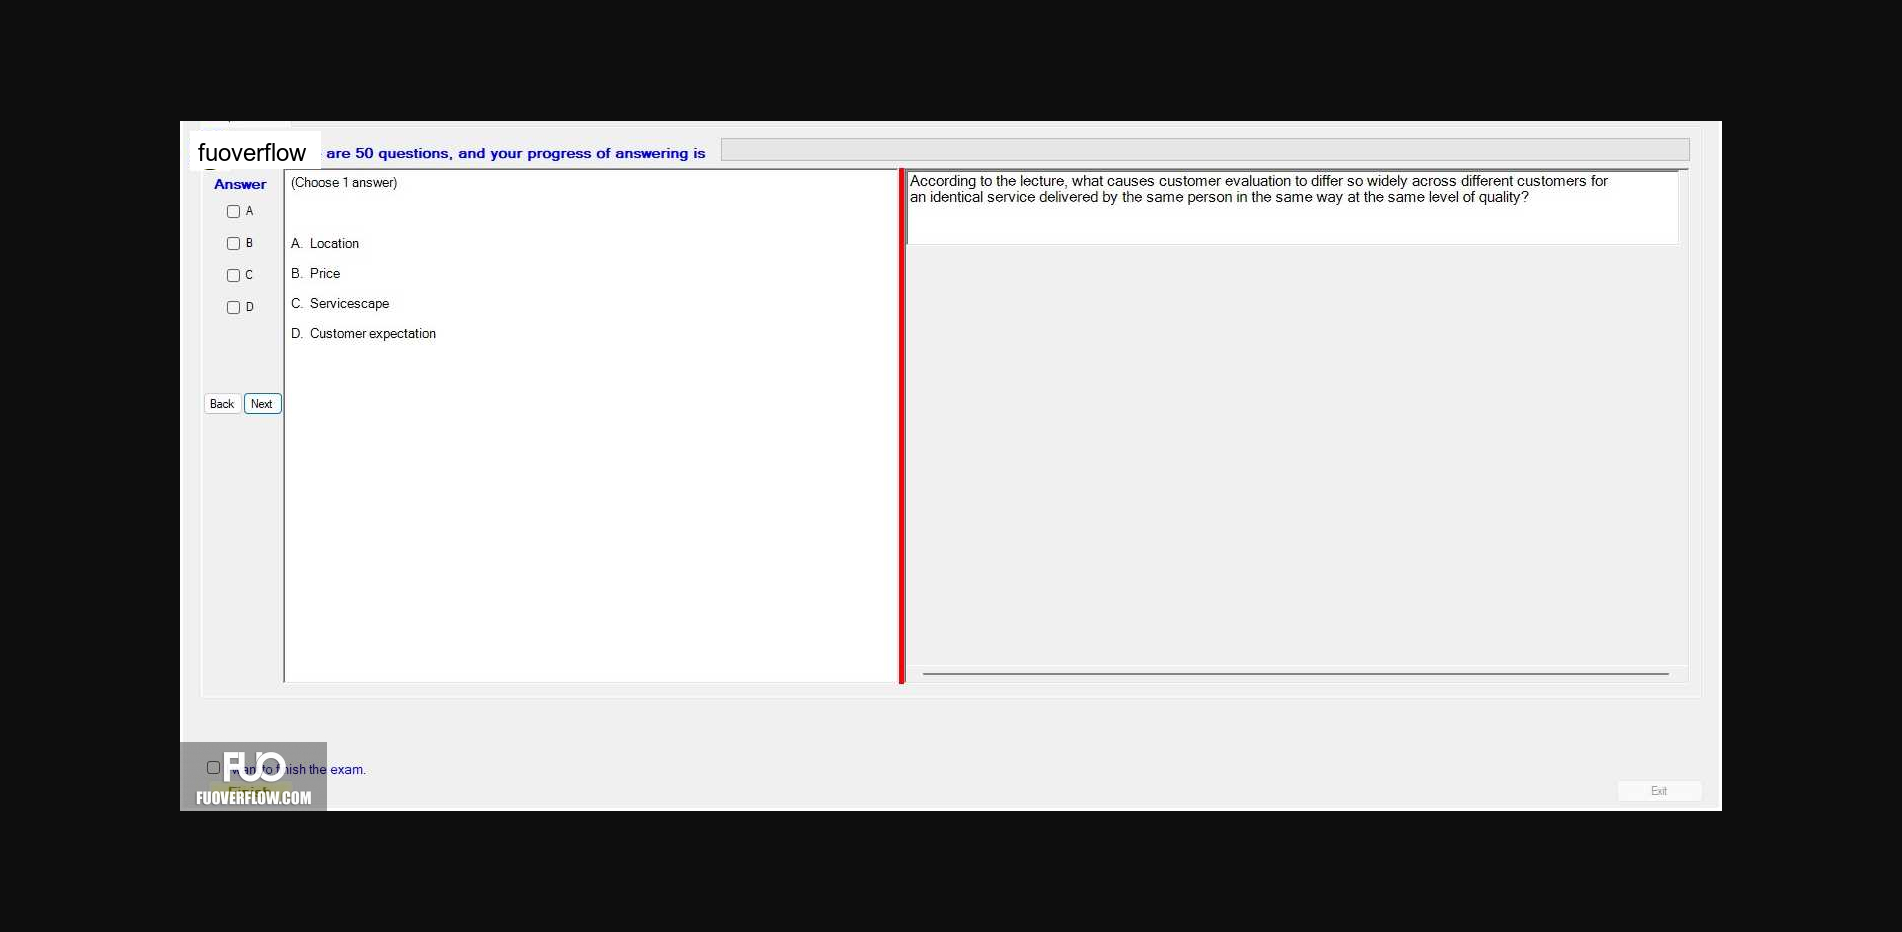 fuoverflow are 50 questions, and your progress of answering is
Answer
A
B
C
D
Back Next
(Choose 1 answer)
A. Location
B. Price
C. Servicescape
D. Customer expectation
According to the lecture, what causes customer evaluation to differ so widely across different customers for
an identical service delivered by the same person in the same way at the same level of quality?
FUO
to finish the exam.
Finish
FUOVERFLOW.COM
Exit